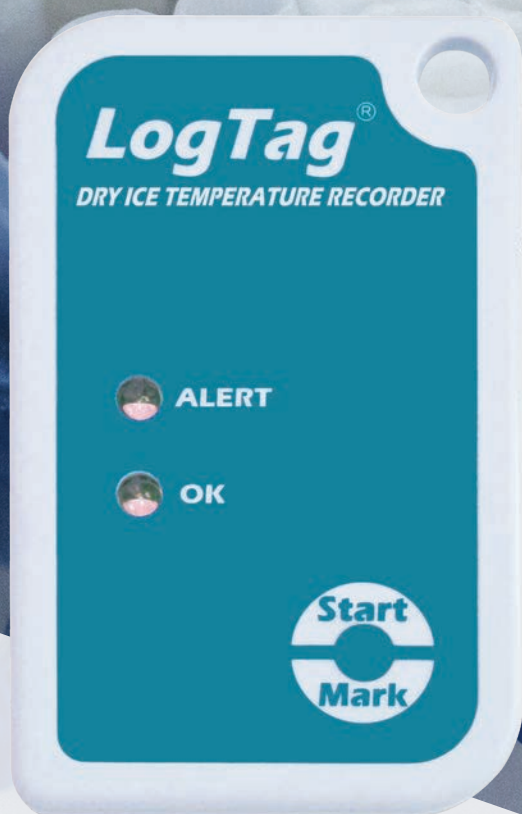 LogTag®
DRY ICE TEMPERATURE RECORDER
ALERT
OK
Start
Mark